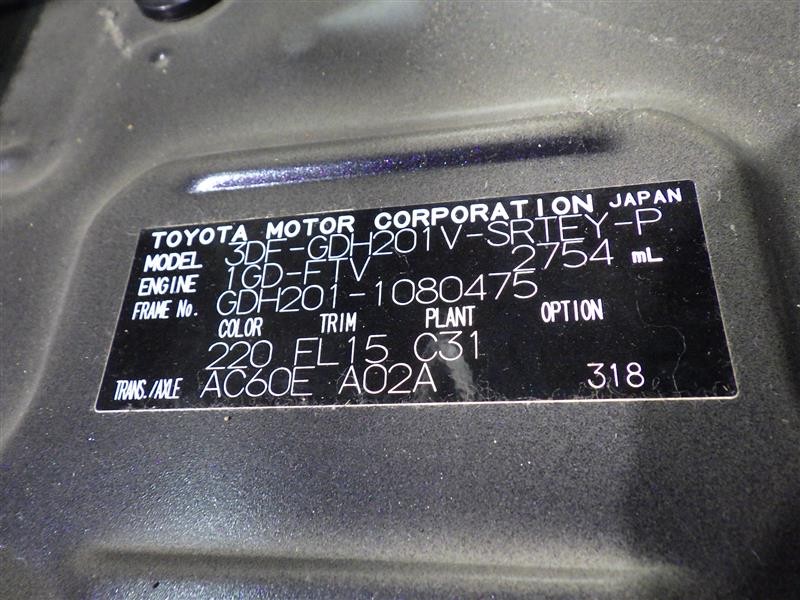 TOYOTA MOTOR CORPORATION JAPAN
MODEL 3DF-GDH201V-SRTEY-P
ENGINE 1GD-FTV 2754 mL
FRAME No. GDH201-1080475
COLOR TRIM PLANT OPTION
220 FL15 C31
TRANS./AXLE AC60E A02A 318